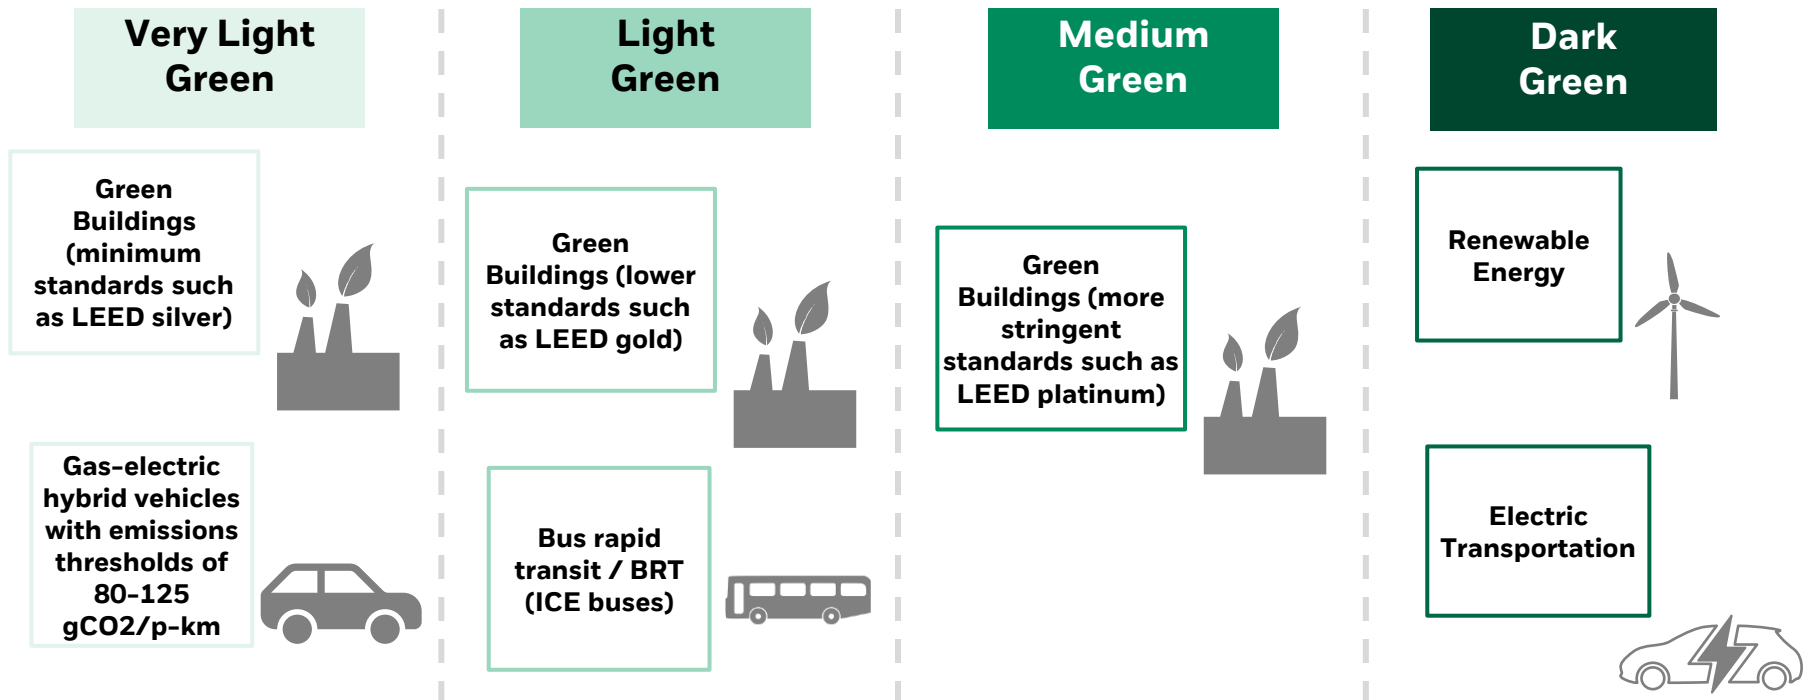 Very Light
Green
Green
Buildings
(minimum
standards such
as LEED silver)
Gas-electric
hybrid vehicles
with emissions
thresholds of
80-125
gCO2/p-km
Light
Green
Green
Buildings (lower
standards such
as LEED gold)
Bus rapid
transit / BRT
(ICE buses)
Medium
Green
Green
Buildings (more
stringent
standards such as
LEED platinum)
Dark
Green
Renewable
Energy
Electric
Transportation